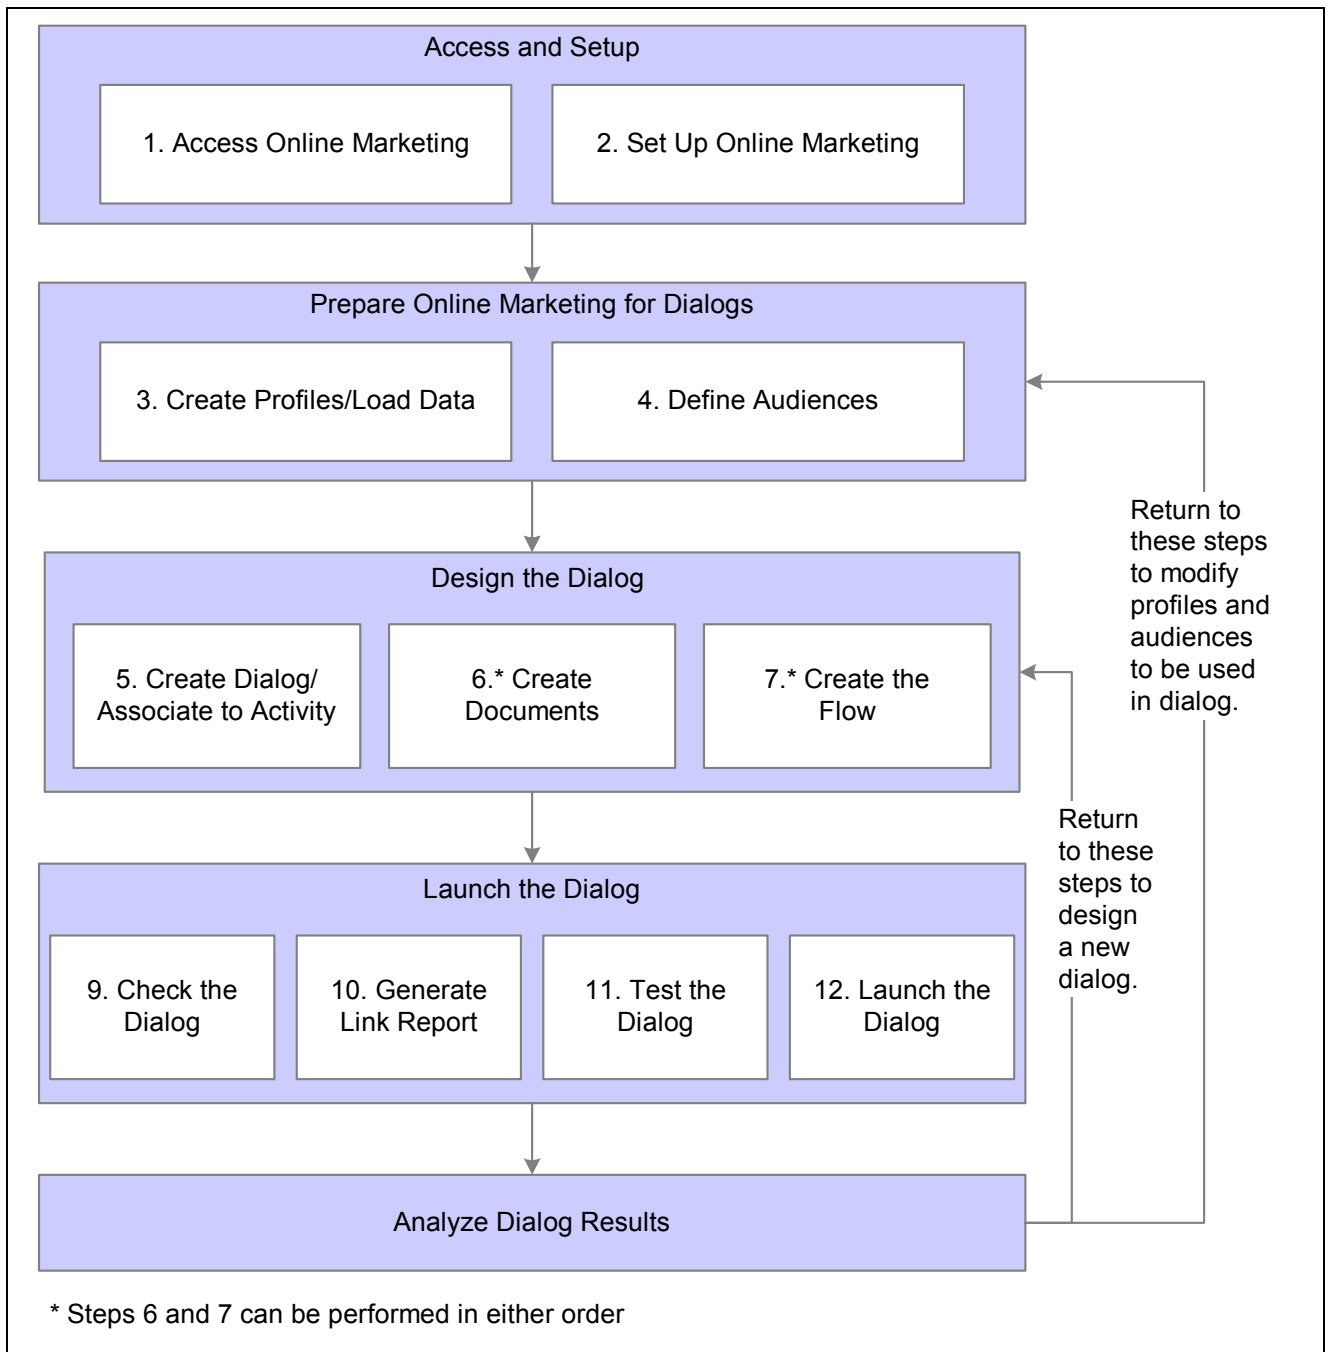 Access and Setup
1. Access Online Marketing
2. Set Up Online Marketing
Prepare Online Marketing for Dialogs
3. Create Profiles/Load Data
4. Define Audiences
Return to
these steps
to modify
profiles and
audiences
to be used
in dialog.
Design the Dialog
5. Create Dialog/
Associate to Activity
6.* Create
Documents
7.* Create the
Flow
Return
to these
steps to
design
a new
dialog.
Launch the Dialog
9. Check the
Dialog
10. Generate
Link Report
11. Test the
Dialog
12. Launch the
Dialog
Analyze Dialog Results
* Steps 6 and 7 can be performed in either order